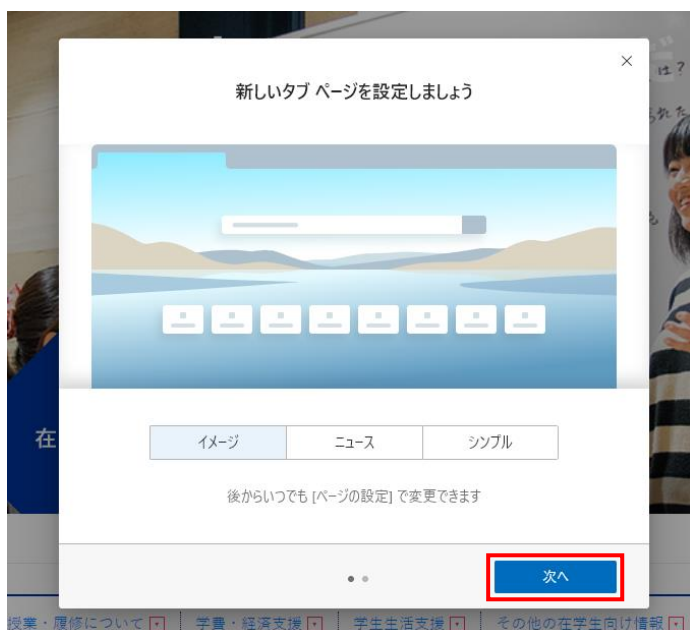 新しいタブ ページを設定しましょう
は？
在
イメージ
ニュース
シンプル
後からいつでも [ページの設定] で変更できます
次へ
授業・履修について
学費・経済支援
学生生活支援
その他の在学生向け情報